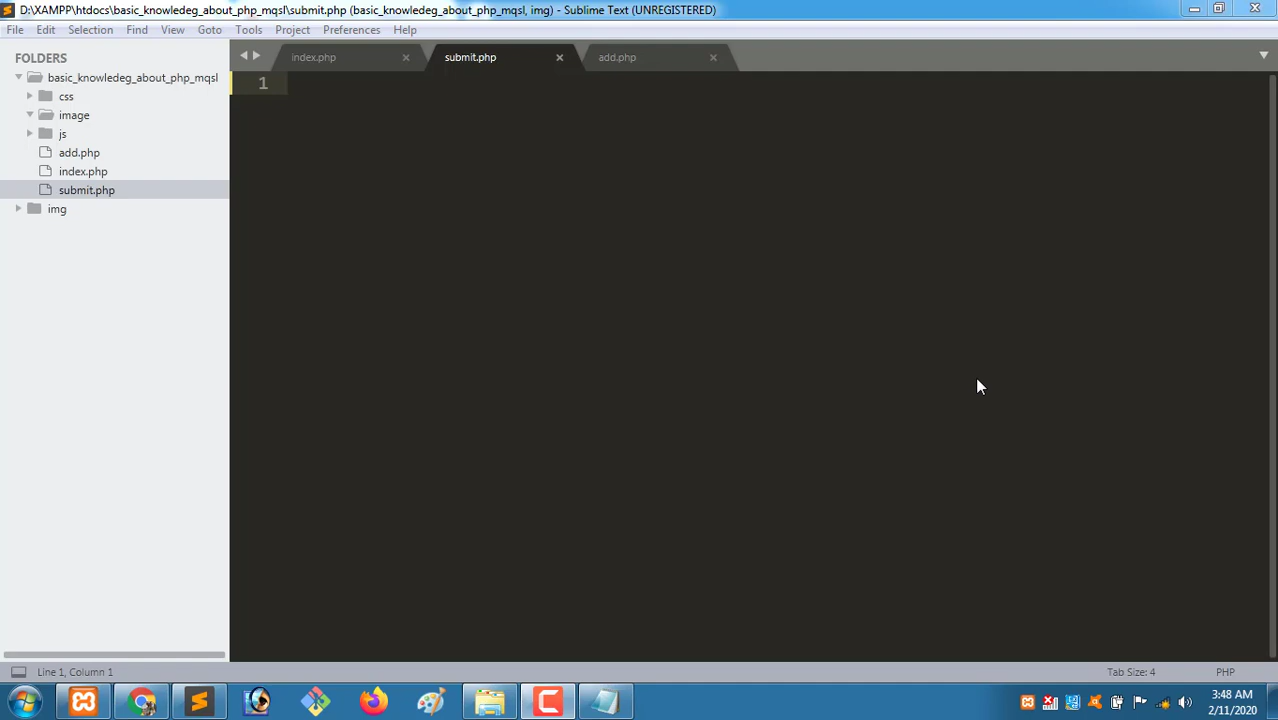 D:\XAMPP\htdocs\basic_knowledeg_about_php_mqsl\submit.php (basic_knowledeg_about_php_mqsl, img) - Sublime Text (UNREGISTERED)
File Edit Selection Find View Goto Tools Project Preferences Help
FOLDERS
basic_knowledeg_about_php_mqsl
css
image
js
add.php
index.php
submit.php
img
index.php submit.php add.php
1
Line 1, Column 1 Tab Size: 4 PHP
3:48 AM
2/11/2020